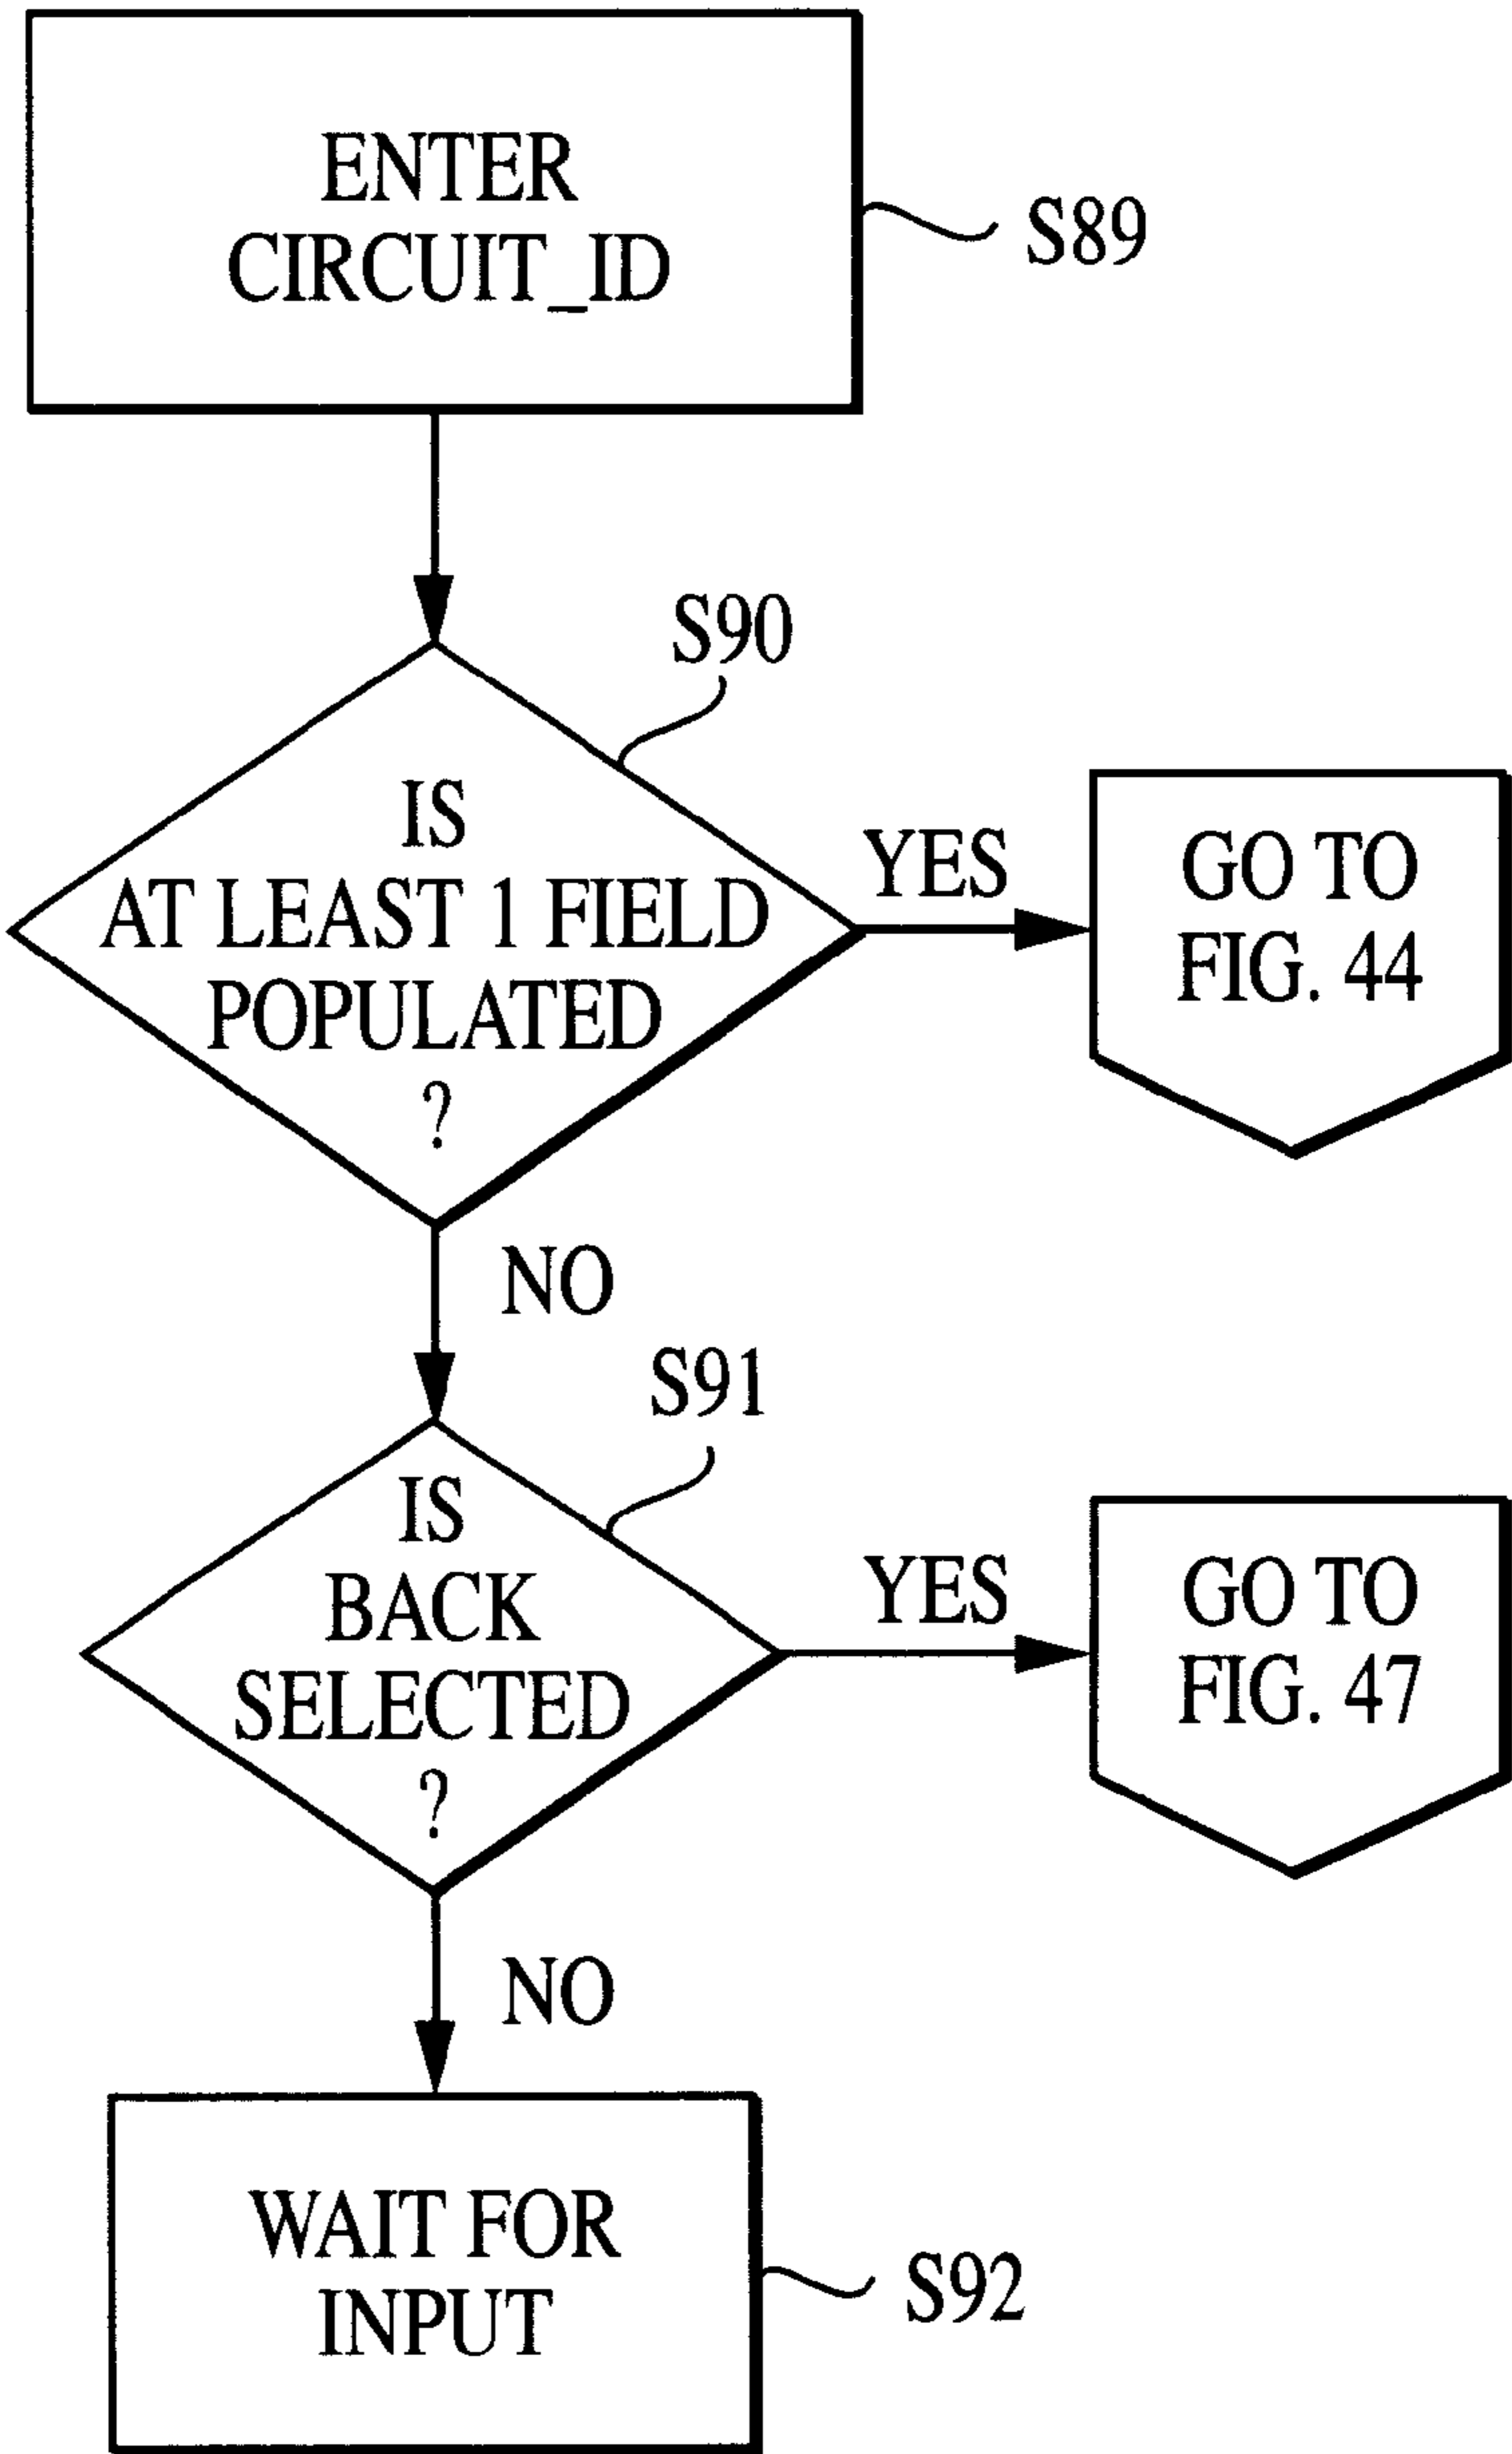 ENTER
CIRCUIT_ID
S89
S90
IS
AT LEAST 1 FIELD
POPULATED
?
YES
GO TO
FIG. 44
NO
S91
IS
BACK
SELECTED
?
YES
GO TO
FIG. 47
NO
WAIT FOR
INPUT
S92